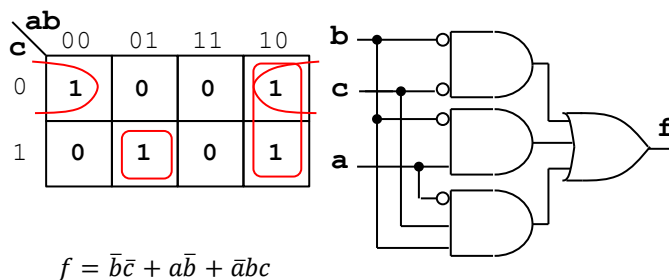 ab
c 00 01 11 10
0 1 0 0 1
1 0 1 0 1
b
c
a
f
f = b̄c̄ + ab̄ + ābc